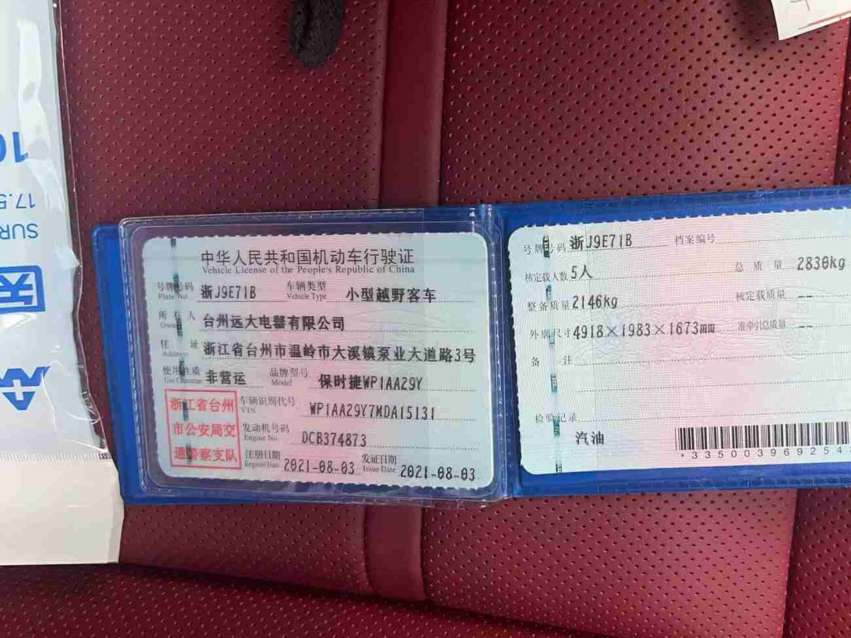 中华人民共和国机动车行驶证
Vehicle License of the People's Republic of China
号牌号码 浙J9E71B 车辆类型 小型越野客车
Plate No. Vehicle Type
所有人 台州远大电器有限公司
Owner
住址 浙江省台州市温岭市大溪镇泵业大道路3号
Address
使用性质 非营运 品牌型号 保时捷WP1AA29Y
Use Character Model
浙江省台州
市公安局交
通警察支队
车辆识别代号 WP1AA29Y7MDA15131
VIN
发动机号码 DCB374873
Engine No.
注册日期 2021-08-03 发证日期 2021-08-03
Register Date Issue Date
号牌号码 浙J9E71B 档案编号
核定载人数 5人 总质量 2830kg
整备质量 2146kg 核定载质量 --
外廓尺寸 4918×1983×1673mm 准牵引总质量 --
备注
检验记录
汽油
*33500396925
10
17.5
SUR